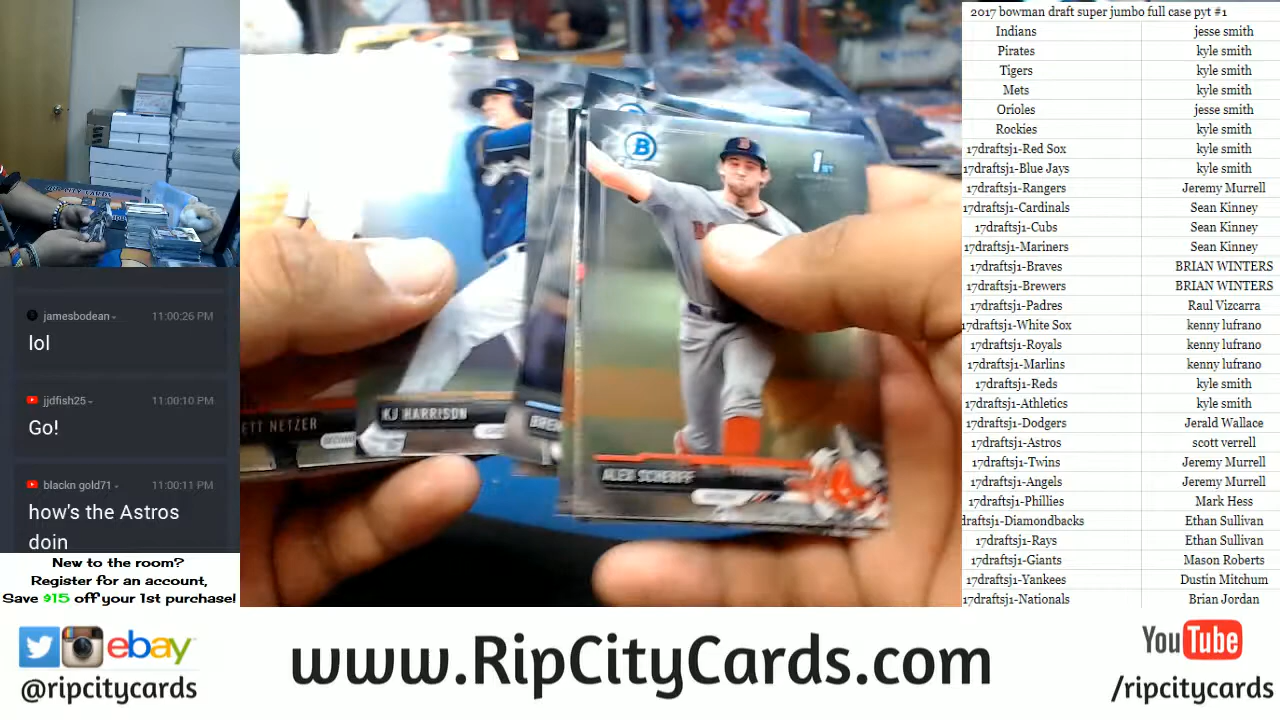 jamesbodean
11:00:26 PM
lol
jjdfish25
11:00:10 PM
Go!
blackn gold71
11:00:11 PM
how's the Astros
doin
New to the room?
Register for an account,
Save $15 off your 1st purchase!
B
1ST
B
ETT NETZER
KJ HARRISON
BREN
ALEX SCHERFF
2017 bowman draft super jumbo full case pyt #1
Indians jesse smith
Pirates kyle smith
Tigers kyle smith
Mets kyle smith
Orioles jesse smith
Rockies kyle smith
17draftsj1-Red Sox kyle smith
17draftsj1-Blue Jays kyle smith
17draftsj1-Rangers Jeremy Murrell
17draftsj1-Cardinals Sean Kinney
17draftsj1-Cubs Sean Kinney
17draftsj1-Mariners Sean Kinney
17draftsj1-Braves BRIAN WINTERS
17draftsj1-Brewers BRIAN WINTERS
17draftsj1-Padres Raul Vizcarra
17draftsj1-White Sox kenny lufrano
17draftsj1-Royals kenny lufrano
17draftsj1-Marlins kenny lufrano
17draftsj1-Reds kyle smith
17draftsj1-Athletics kyle smith
17draftsj1-Dodgers Jerald Wallace
17draftsj1-Astros scott verrell
17draftsj1-Twins Jeremy Murrell
17draftsj1-Angels Jeremy Murrell
17draftsj1-Phillies Mark Hess
draftsj1-Diamondbacks Ethan Sullivan
17draftsj1-Rays Ethan Sullivan
17draftsj1-Giants Mason Roberts
17draftsj1-Yankees Dustin Mitchum
17draftsj1-Nationals Brian Jordan
ebay
@ripcitycards
www.RipCityCards.com
YouTube
/ripcitycards